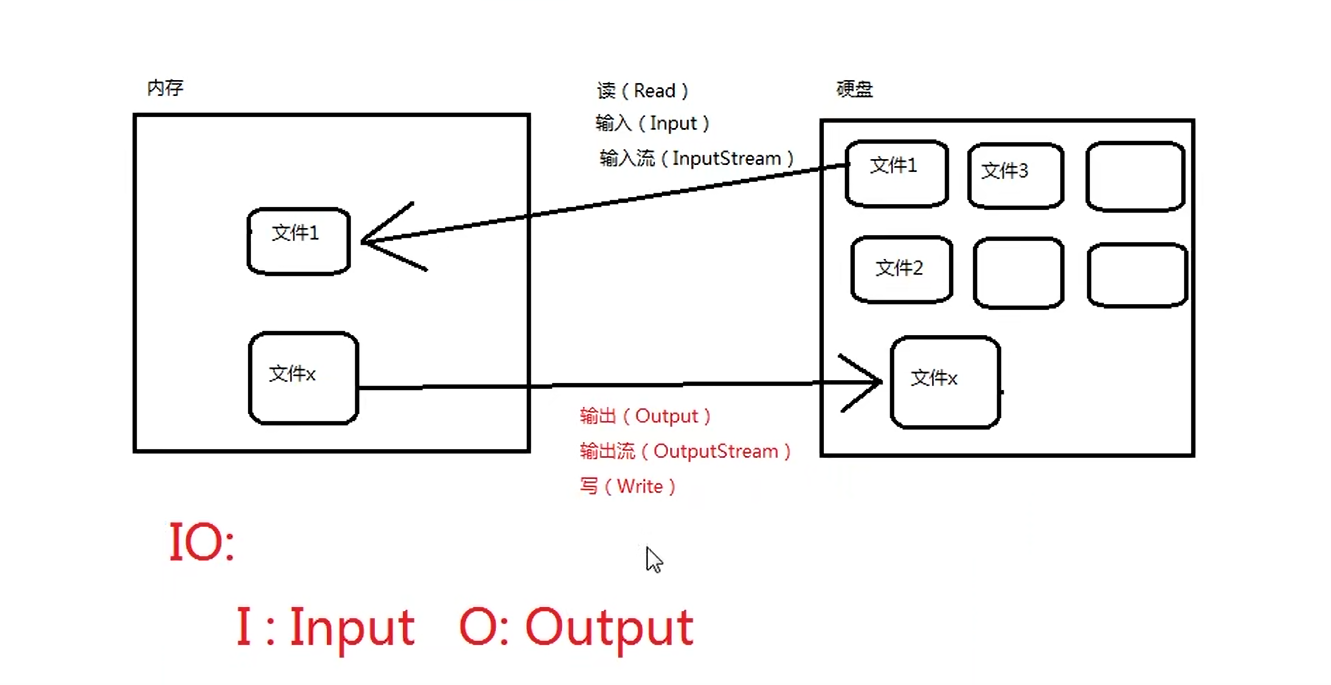 内存
读（Read）
硬盘
输入（Input）
输入流（InputStream）
文件1
文件3
文件1
文件2
文件x
文件x
输出（Output）
输出流（OutputStream）
写（Write）
IO:
I : Input O: Output